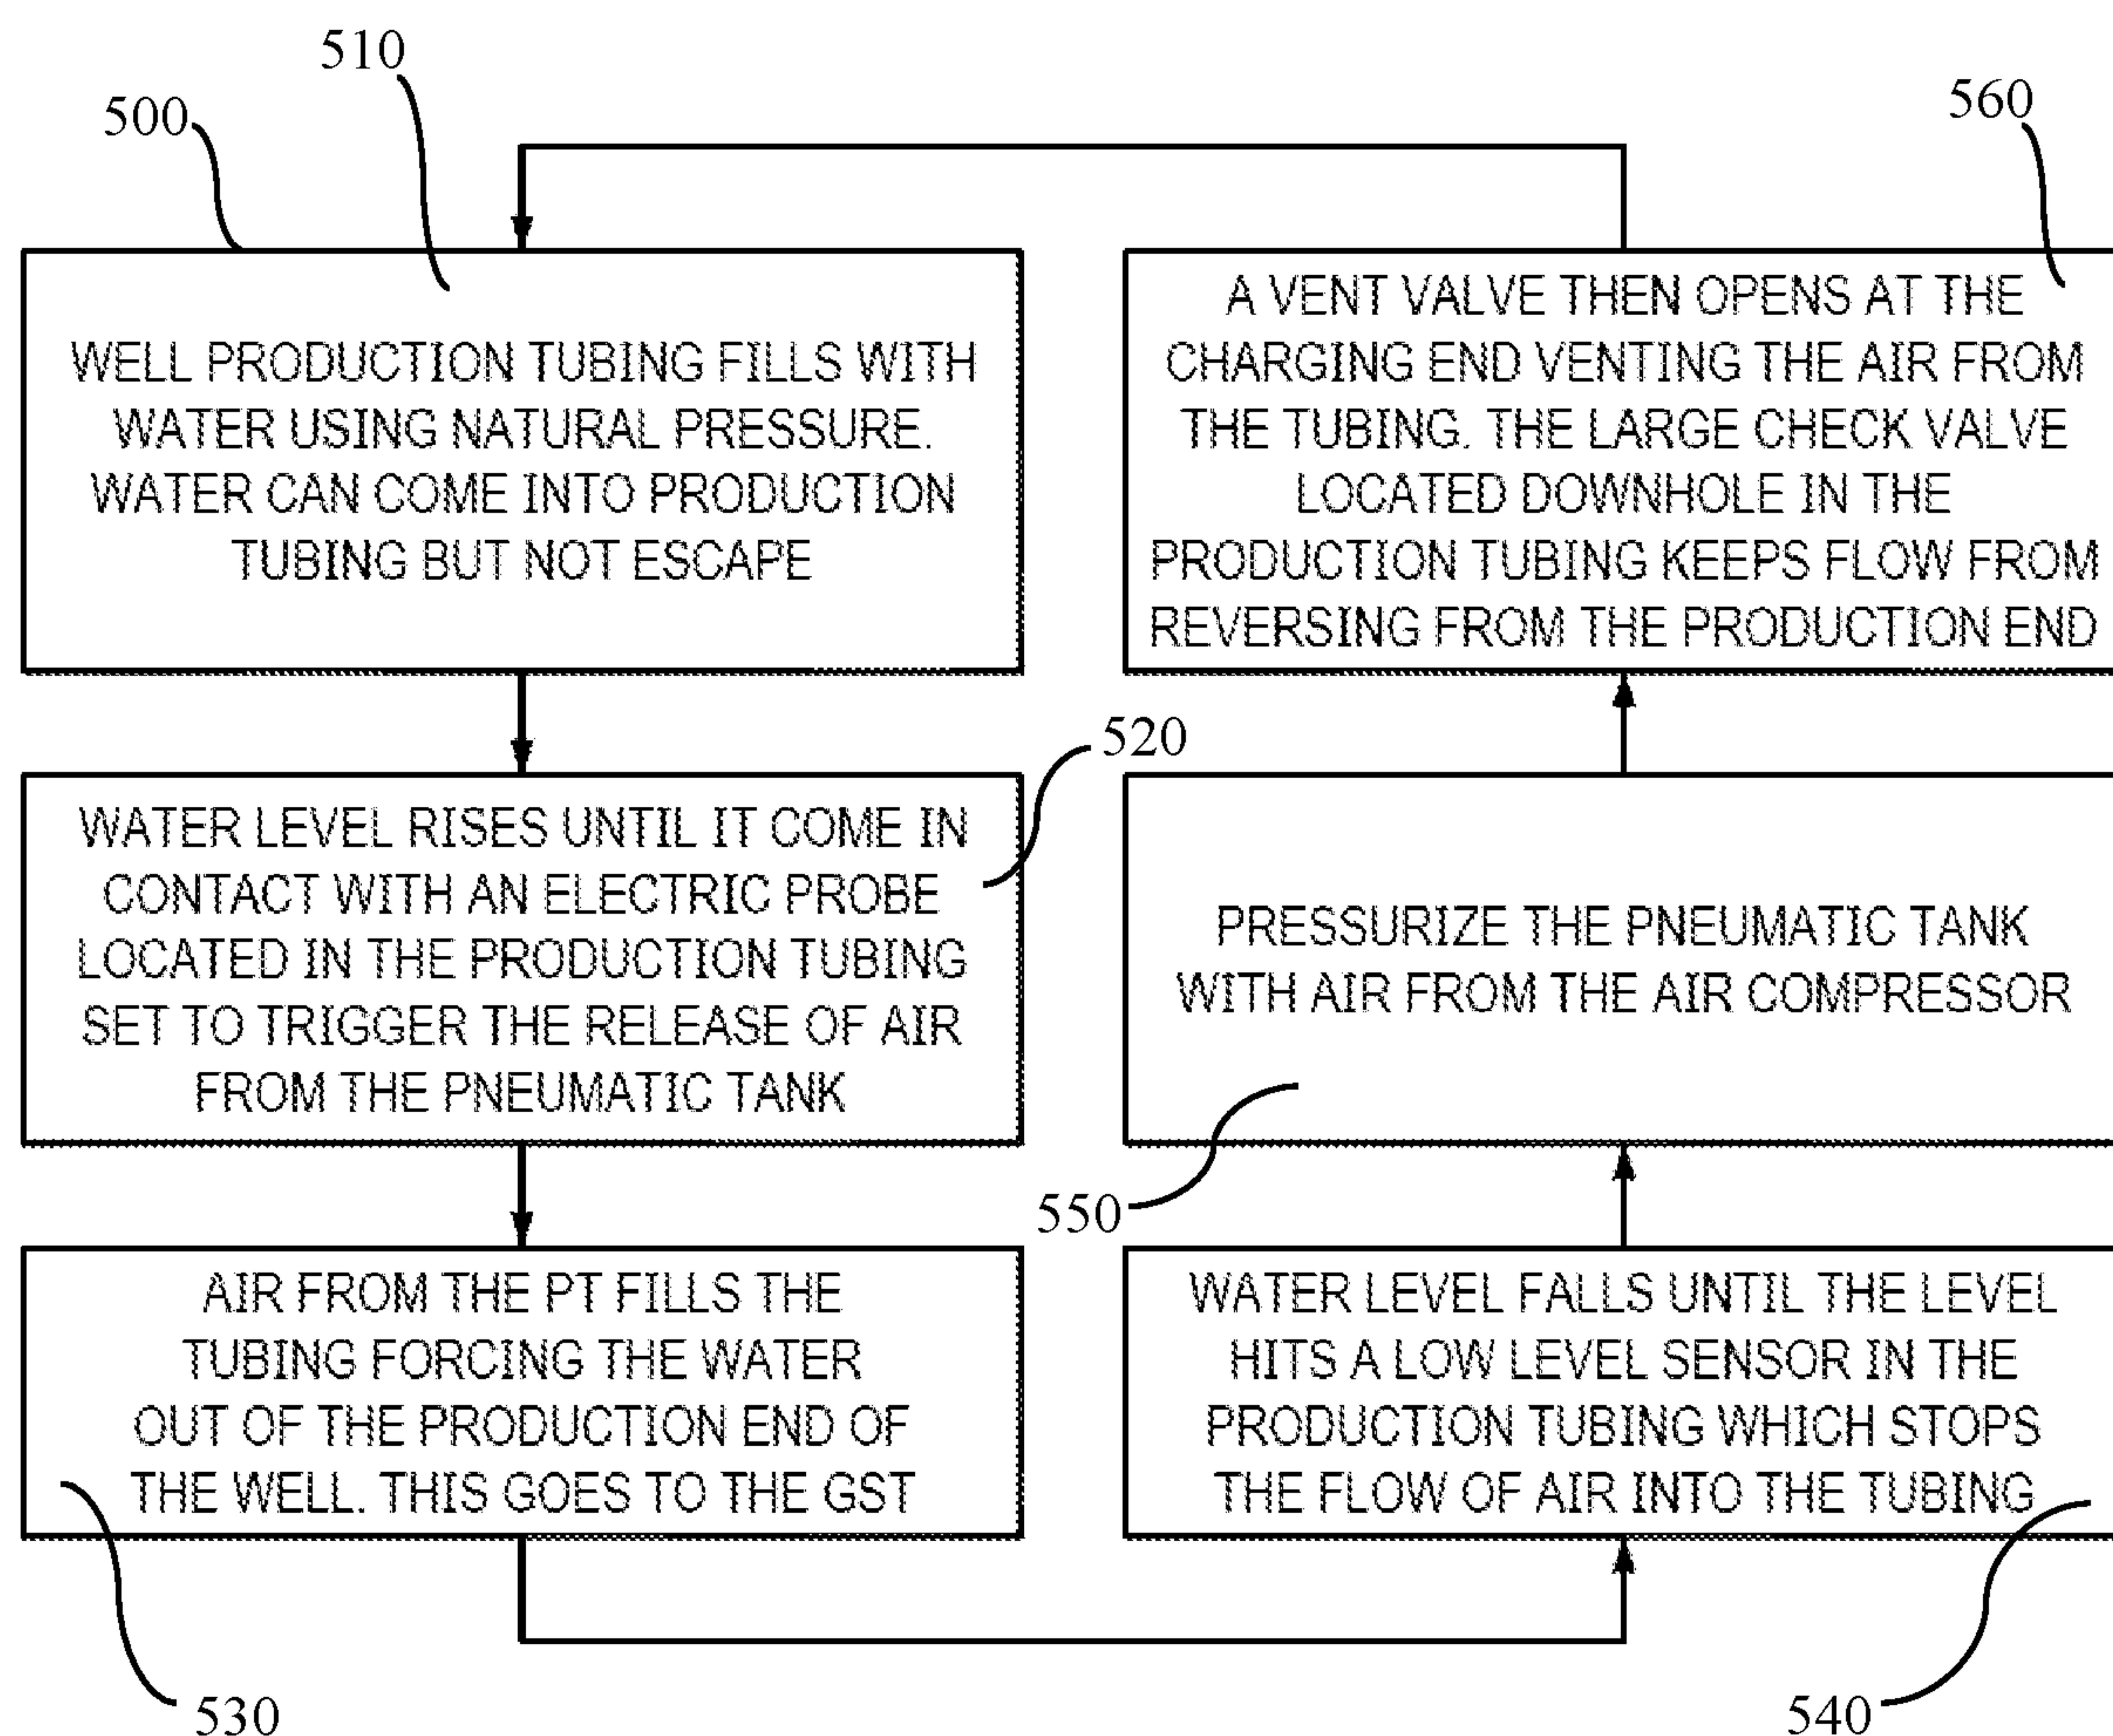 510
500
560
WELL PRODUCTION TUBING FILLS WITH
WATER USING NATURAL PRESSURE.
WATER CAN COME INTO PRODUCTION
TUBING BUT NOT ESCAPE
A VENT VALVE THEN OPENS AT THE
CHARGING END VENTING THE AIR FROM
THE TUBING. THE LARGE CHECK VALVE
LOCATED DOWNHOLE IN THE
PRODUCTION TUBING KEEPS FLOW FROM
REVERSING FROM THE PRODUCTION END
520
WATER LEVEL RISES UNTIL IT COME IN
CONTACT WITH AN ELECTRIC PROBE
LOCATED IN THE PRODUCTION TUBING
SET TO TRIGGER THE RELEASE OF AIR
FROM THE PNEUMATIC TANK
PRESSURIZE THE PNEUMATIC TANK
WITH AIR FROM THE AIR COMPRESSOR
550
AIR FROM THE PT FILLS THE
TUBING FORCING THE WATER
OUT OF THE PRODUCTION END OF
THE WELL. THIS GOES TO THE GST
WATER LEVEL FALLS UNTIL THE LEVEL
HITS A LOW LEVEL SENSOR IN THE
PRODUCTION TUBING WHICH STOPS
THE FLOW OF AIR INTO THE TUBING
530
540